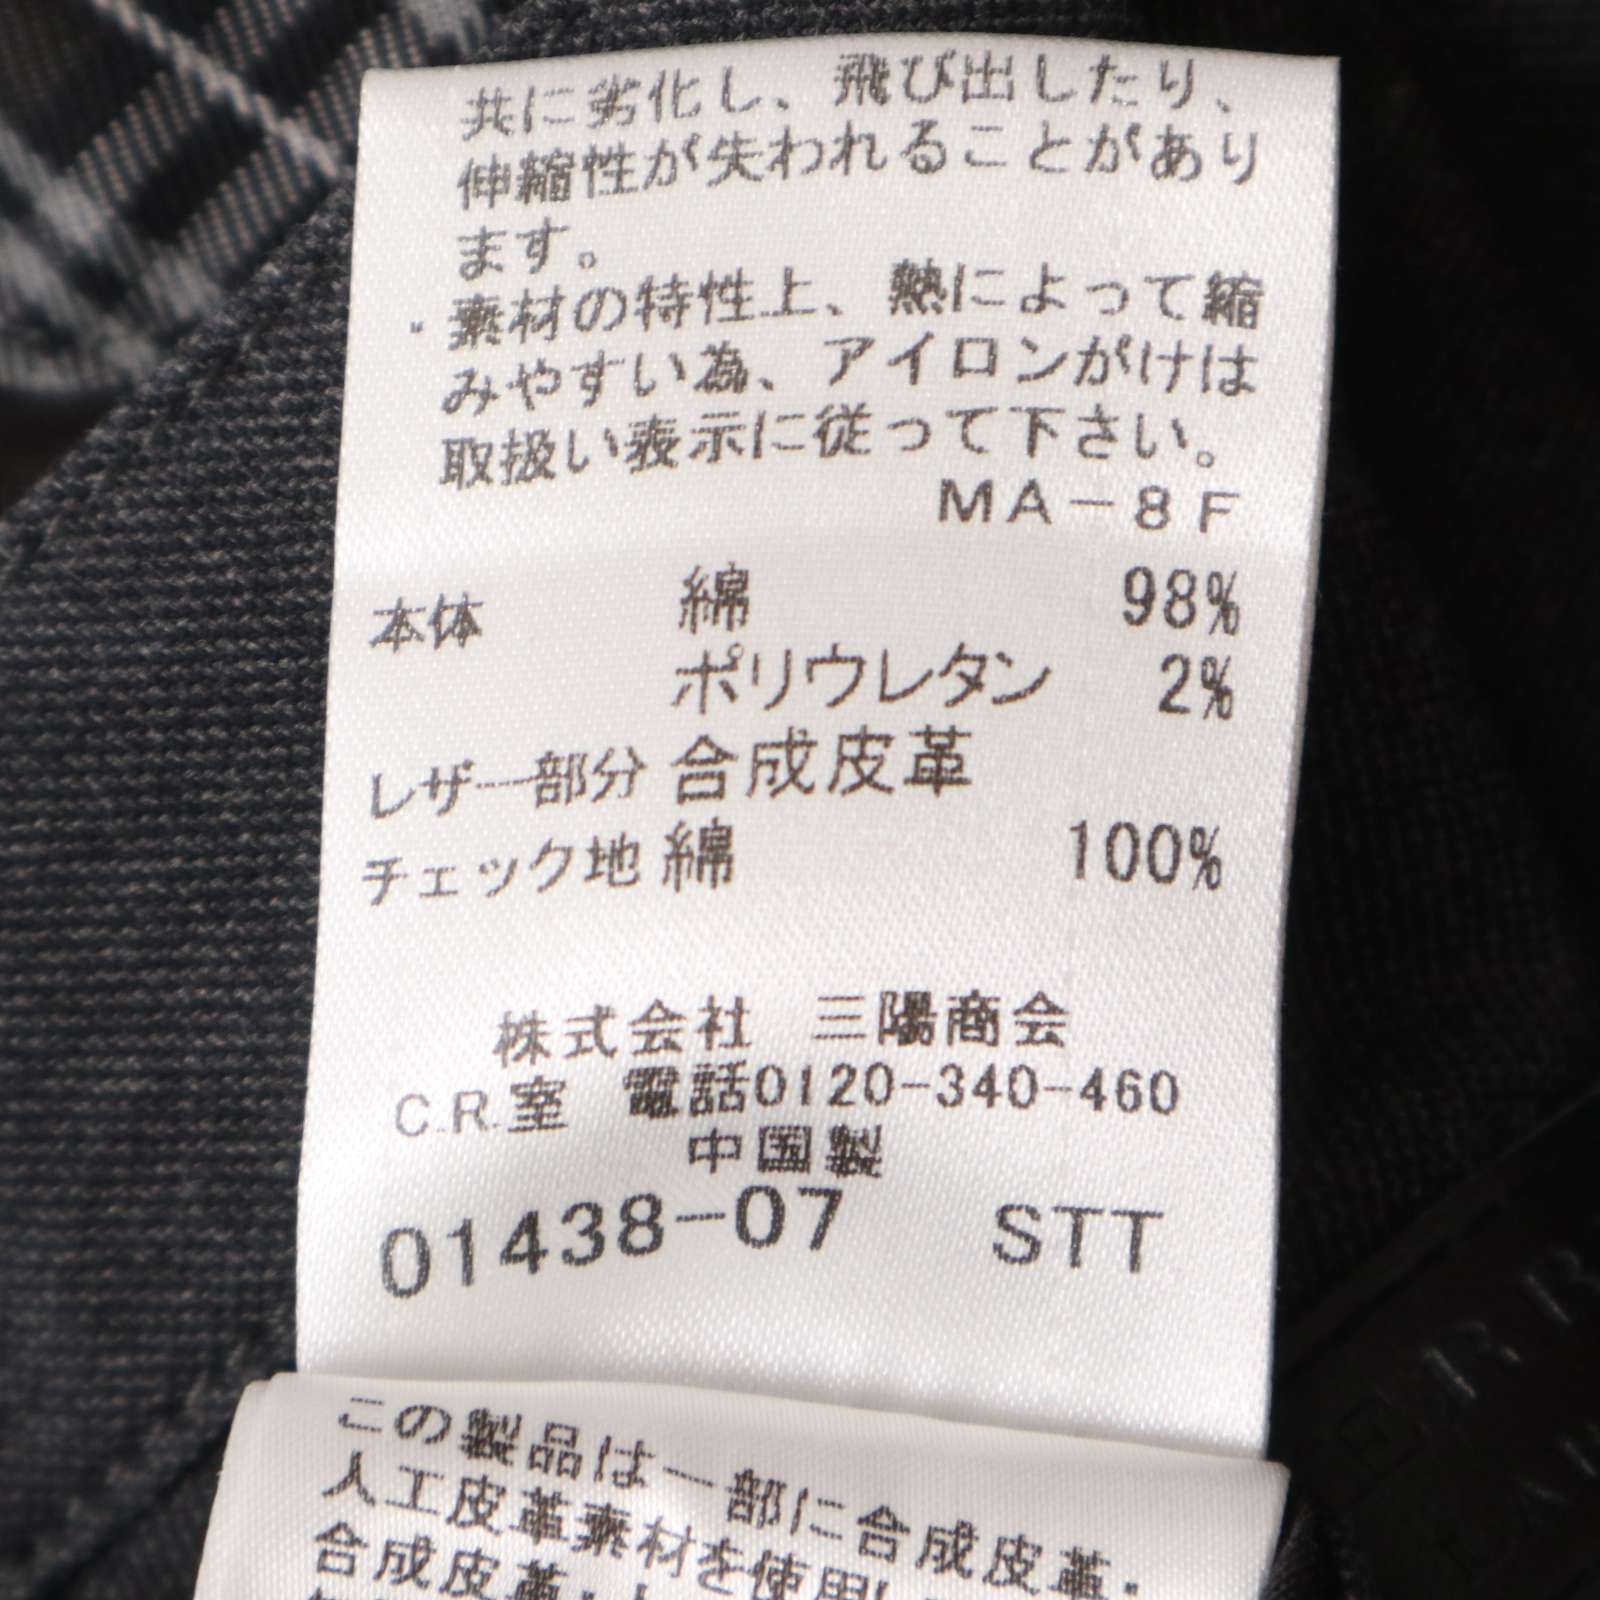 共に劣化し、飛び出したり、
伸縮性が失われることがあり
ます。
・素材の特性上、熱によって縮
みやすい為、アイロンがけは
取扱い表示に従って下さい。
MA-8F
本体 綿 98%
ポリウレタン 2%
レザー部分 合成皮革
チェック地 綿 100%
株式会社 三陽商会
C.R.室 電話0120-340-460
中国製
01438-07 STT
この製品は一部に合成皮革・
人工皮革素材を使用し
合成皮革・